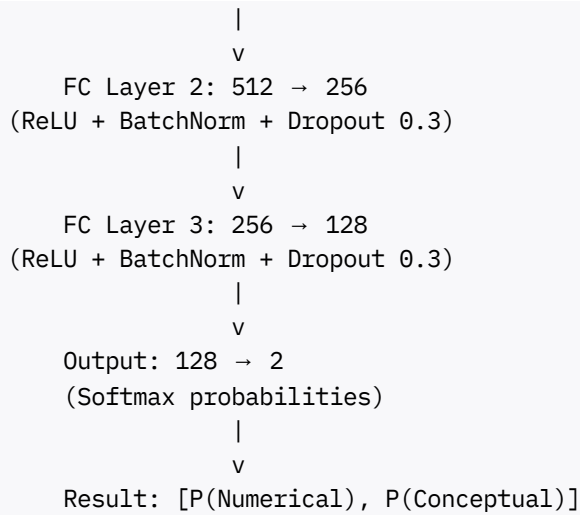 |
v
FC Layer 2: 512 → 256
(ReLU + BatchNorm + Dropout 0.3)
|
v
FC Layer 3: 256 → 128
(ReLU + BatchNorm + Dropout 0.3)
|
v
Output: 128 → 2
(Softmax probabilities)
|
v
Result: [P(Numerical), P(Conceptual)]